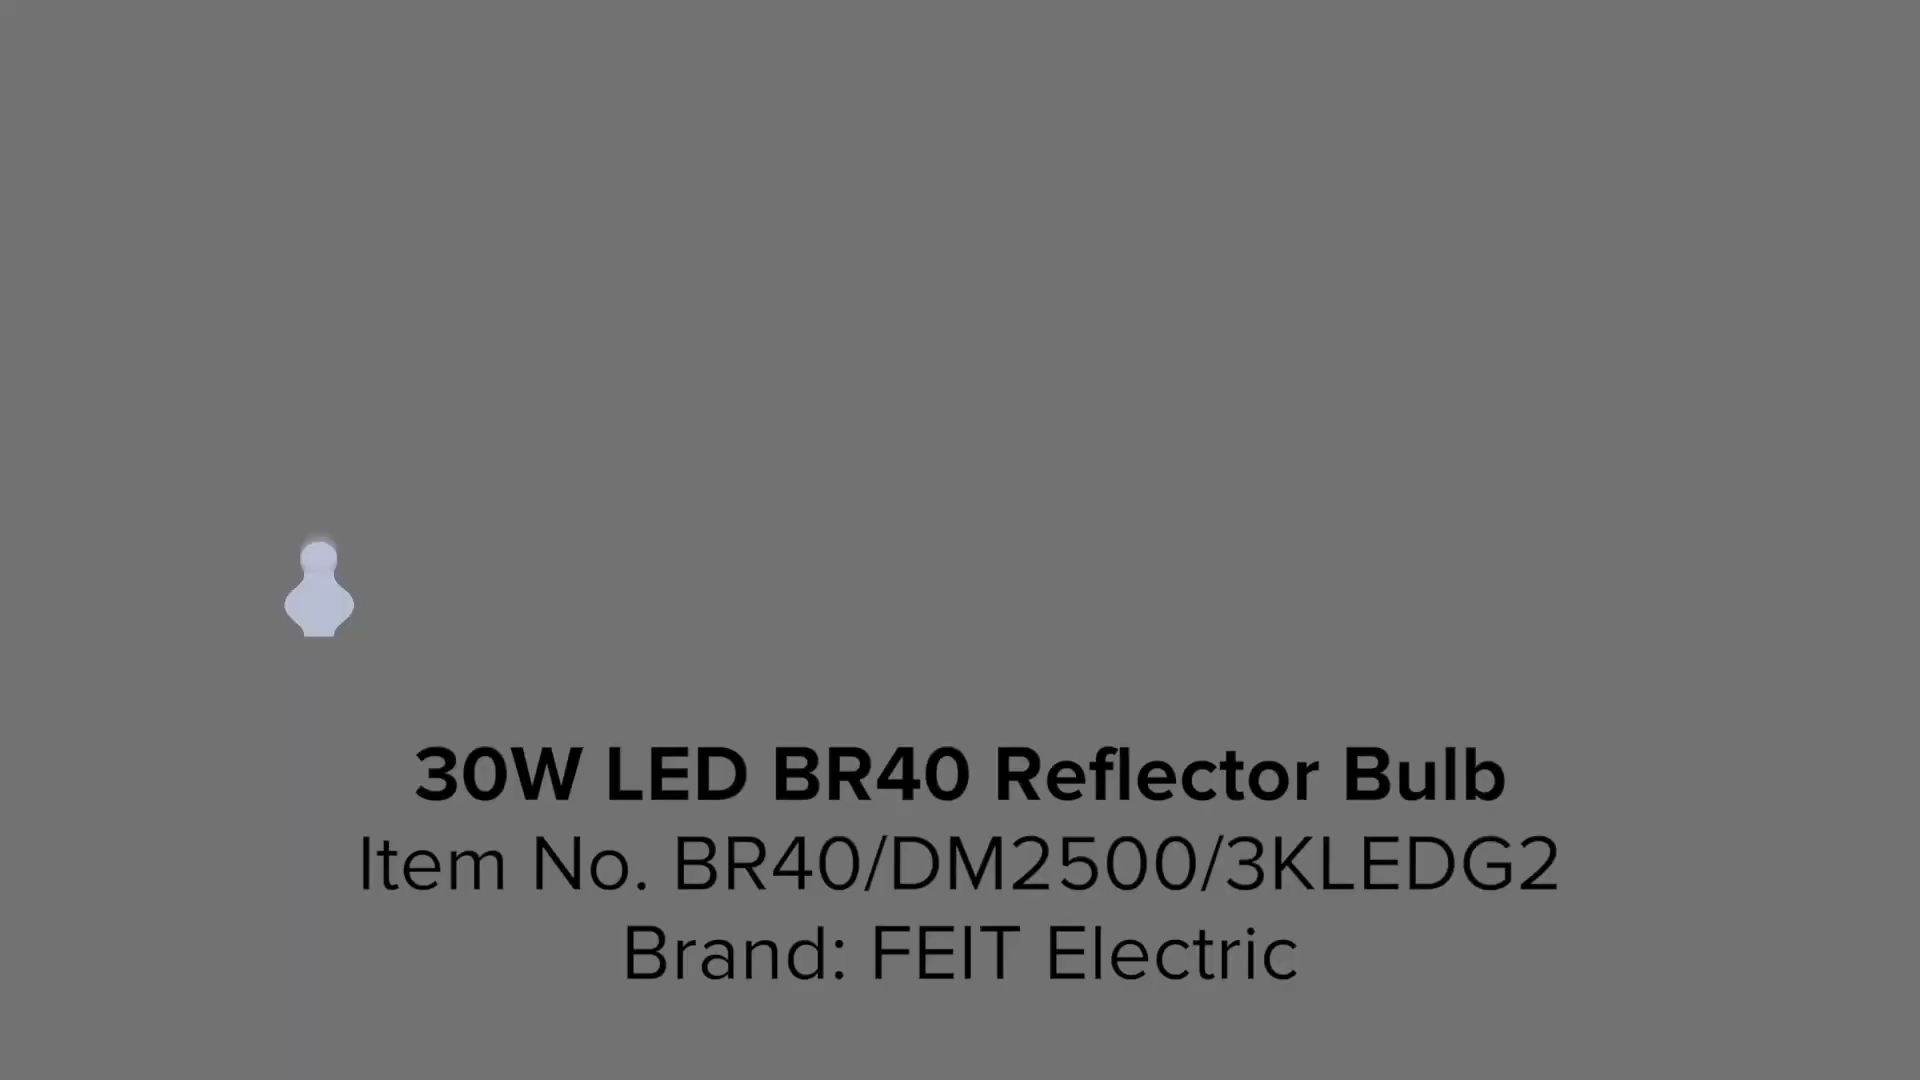 30W LED BR40 Reflector Bulb
Item No. BR40/DM2500/3KLEDG2
Brand: FEIT Electric